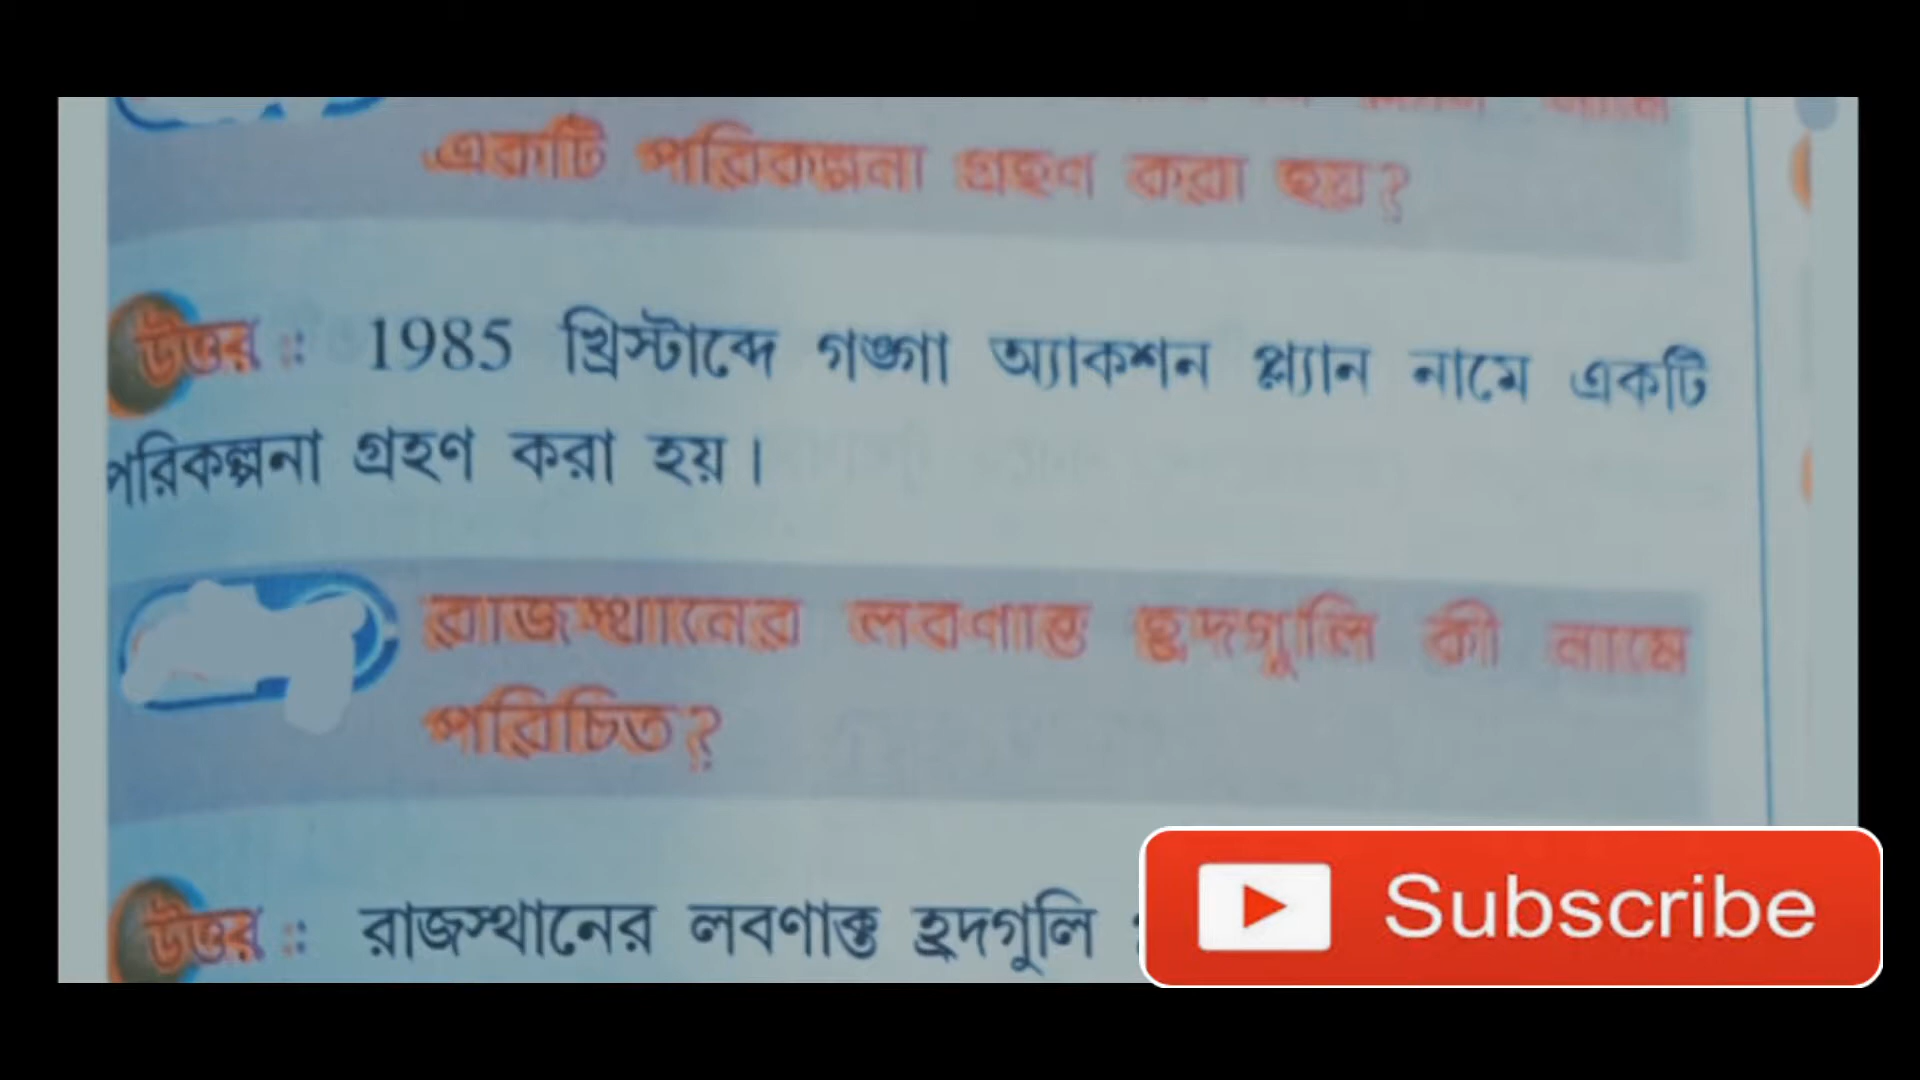 একটি পরিকল্পনা গ্রহণ করা হয়?
উত্তর : 1985 খ্রিস্টাব্দে গঙ্গা অ্যাকশন প্ল্যান নামে একটি
পরিকল্পনা গ্রহণ করা হয়।
রাজস্থানের লবণাক্ত হ্রদগুলি কী নামে
পরিচিত?
উত্তর : রাজস্থানের লবণাক্ত হ্রদগুলি
Subscribe